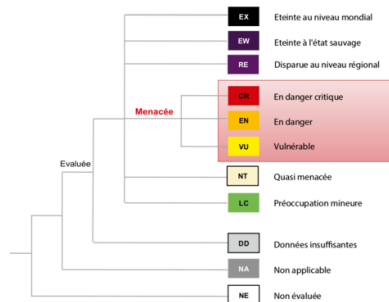 EX Eteinte au niveau mondial
EW Eteinte à l'état sauvage
RE Disparue au niveau régional
CR En danger critique
Menacée
EN En danger
VU Vulnérable
Evaluée
NT Quasi menacée
LC Préoccupation mineure
DD Données insuffisantes
NA Non applicable
NE Non évaluée